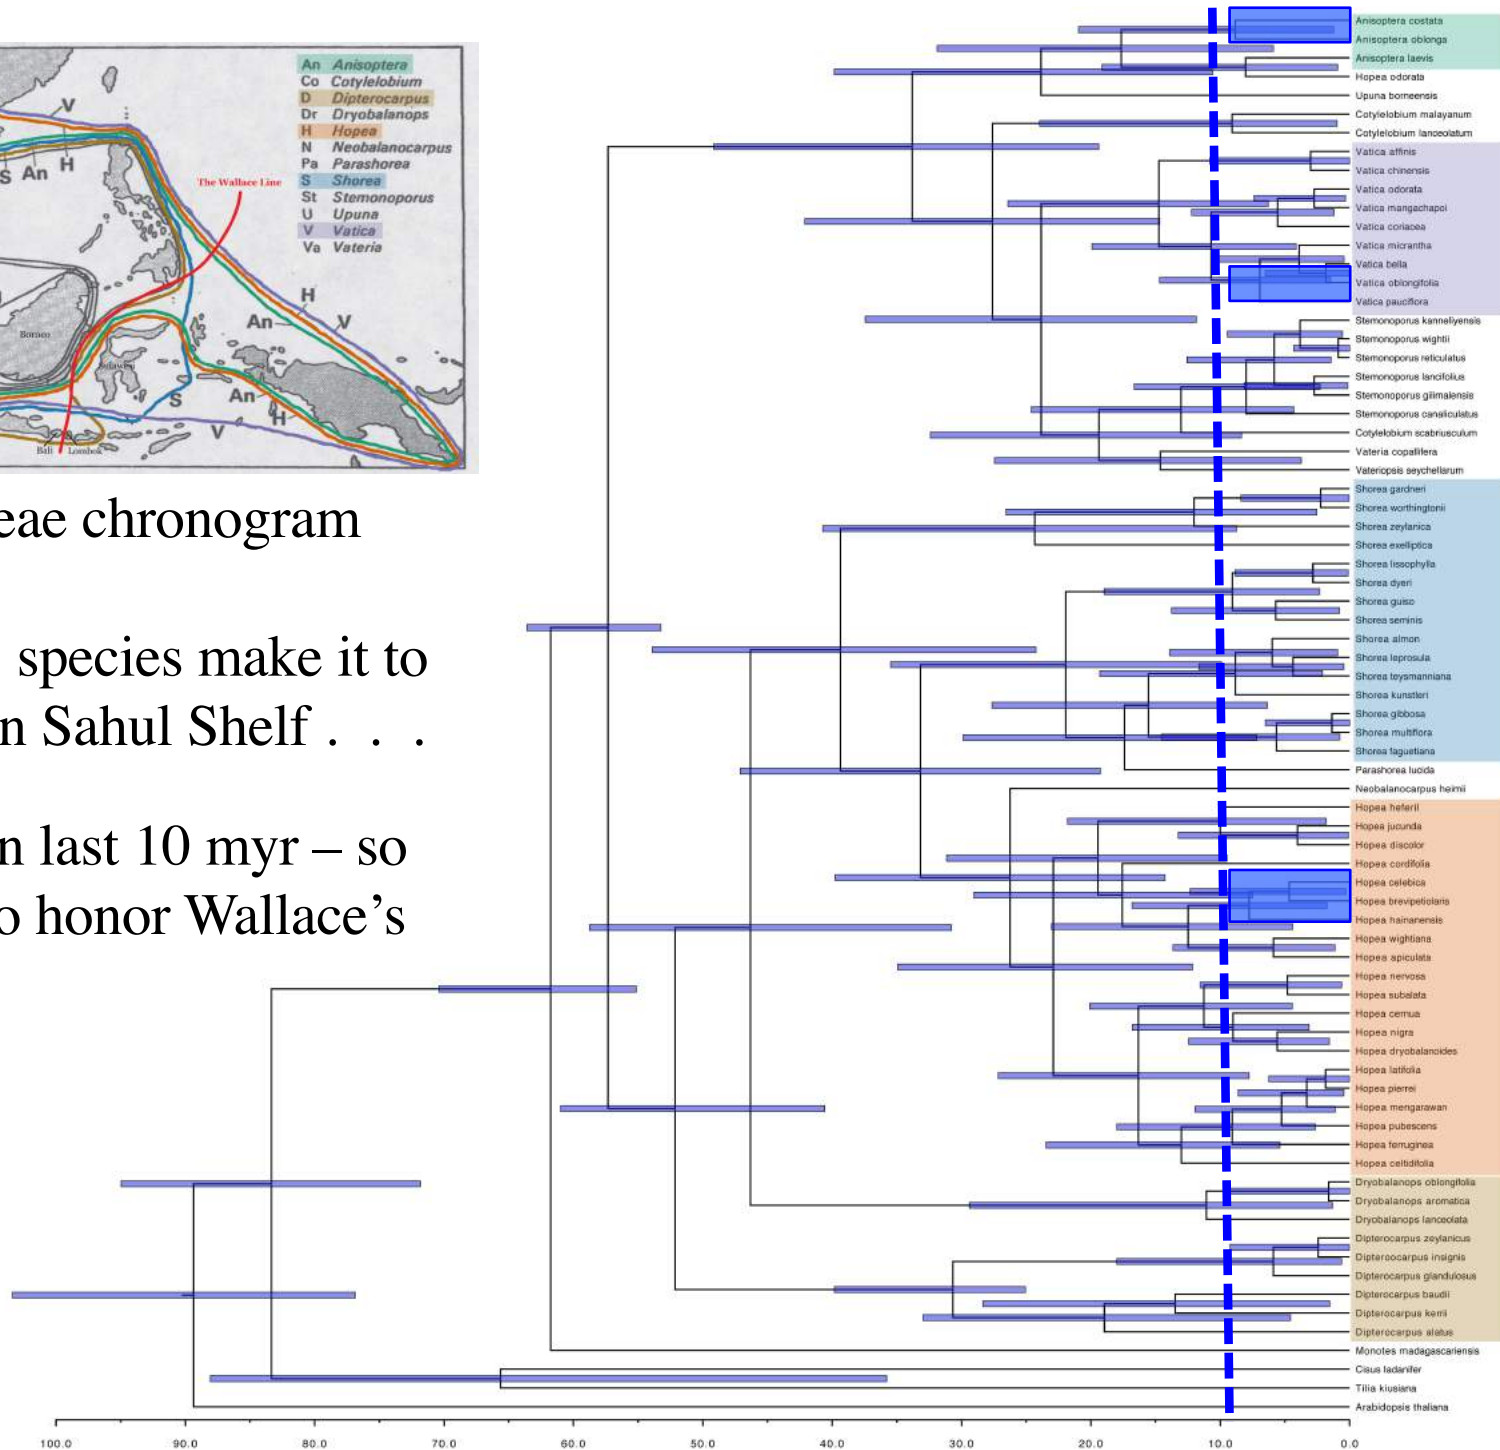 An Anisoptera
Co Cotylelobium
D Dipterocarpus
Dr Dryobalanops
H Hopea
N Neobalanocarpus
Pa Parashorea
S Shorea
St Stemonoporus
U Upuna
V Vatica
Va Vateria
V
S An H
The Wallace Line
H
An V
Borneo
Sulawesi
An
S
H
V
Bali Lombok
eae chronogram
species make it to
n Sahul Shelf . . .
n last 10 myr – so
o honor Wallace’s
Anisoptera costata
Anisoptera oblonga
Anisoptera laevis
Hopea odorata
Upuna borneensis
Cotylelobium malayanum
Cotylelobium lanceolatum
Vatica affinis
Vatica chinensis
Vatica odorata
Vatica mangachapoi
Vatica coriacea
Vatica micrantha
Vatica bella
Vatica oblongifolia
Vatica pauciflora
Stemonoporus kanneliyensis
Stemonoporus wightii
Stemonoporus reticulatus
Stemonoporus lancifolius
Stemonoporus gilimalensis
Stemonoporus canaliculatus
Cotylelobium scabriusculum
Vateria copallifera
Vateriopsis seychellarum
Shorea gardneri
Shorea worthingtonii
Shorea zeylanica
Shorea exelliptica
Shorea lissophylla
Shorea dyeri
Shorea guiso
Shorea seminis
Shorea almon
Shorea leprosula
Shorea teysmanniana
Shorea kunstleri
Shorea gibbosa
Shorea multiflora
Shorea faguetiana
Parashorea lucida
Neobalanocarpus heimii
Hopea heferii
Hopea jucunda
Hopea discolor
Hopea cordifolia
Hopea celebica
Hopea brevipetiolaris
Hopea hainanensis
Hopea wightiana
Hopea apiculata
Hopea nervosa
Hopea subalata
Hopea cernua
Hopea nigra
Hopea dryobalanoides
Hopea latifolia
Hopea pierrei
Hopea mengarawan
Hopea pubescens
Hopea ferruginea
Hopea celtidifolia
Dryobalanops oblongifolia
Dryobalanops aromatica
Dryobalanops lanceolata
Dipterocarpus zeylanicus
Dipteroocarpus insignis
Dipterocarpus glandulosus
Dipterocarpus baudii
Dipterocarpus kerrii
Dipterocarpus alatus
Monotes madagascariensis
Cisus ladanifer
Tilia kiusiana
Arabidopsis thaliana
100.0 90.0 80.0 70.0 60.0 50.0 40.0 30.0 20.0 10.0 0.0